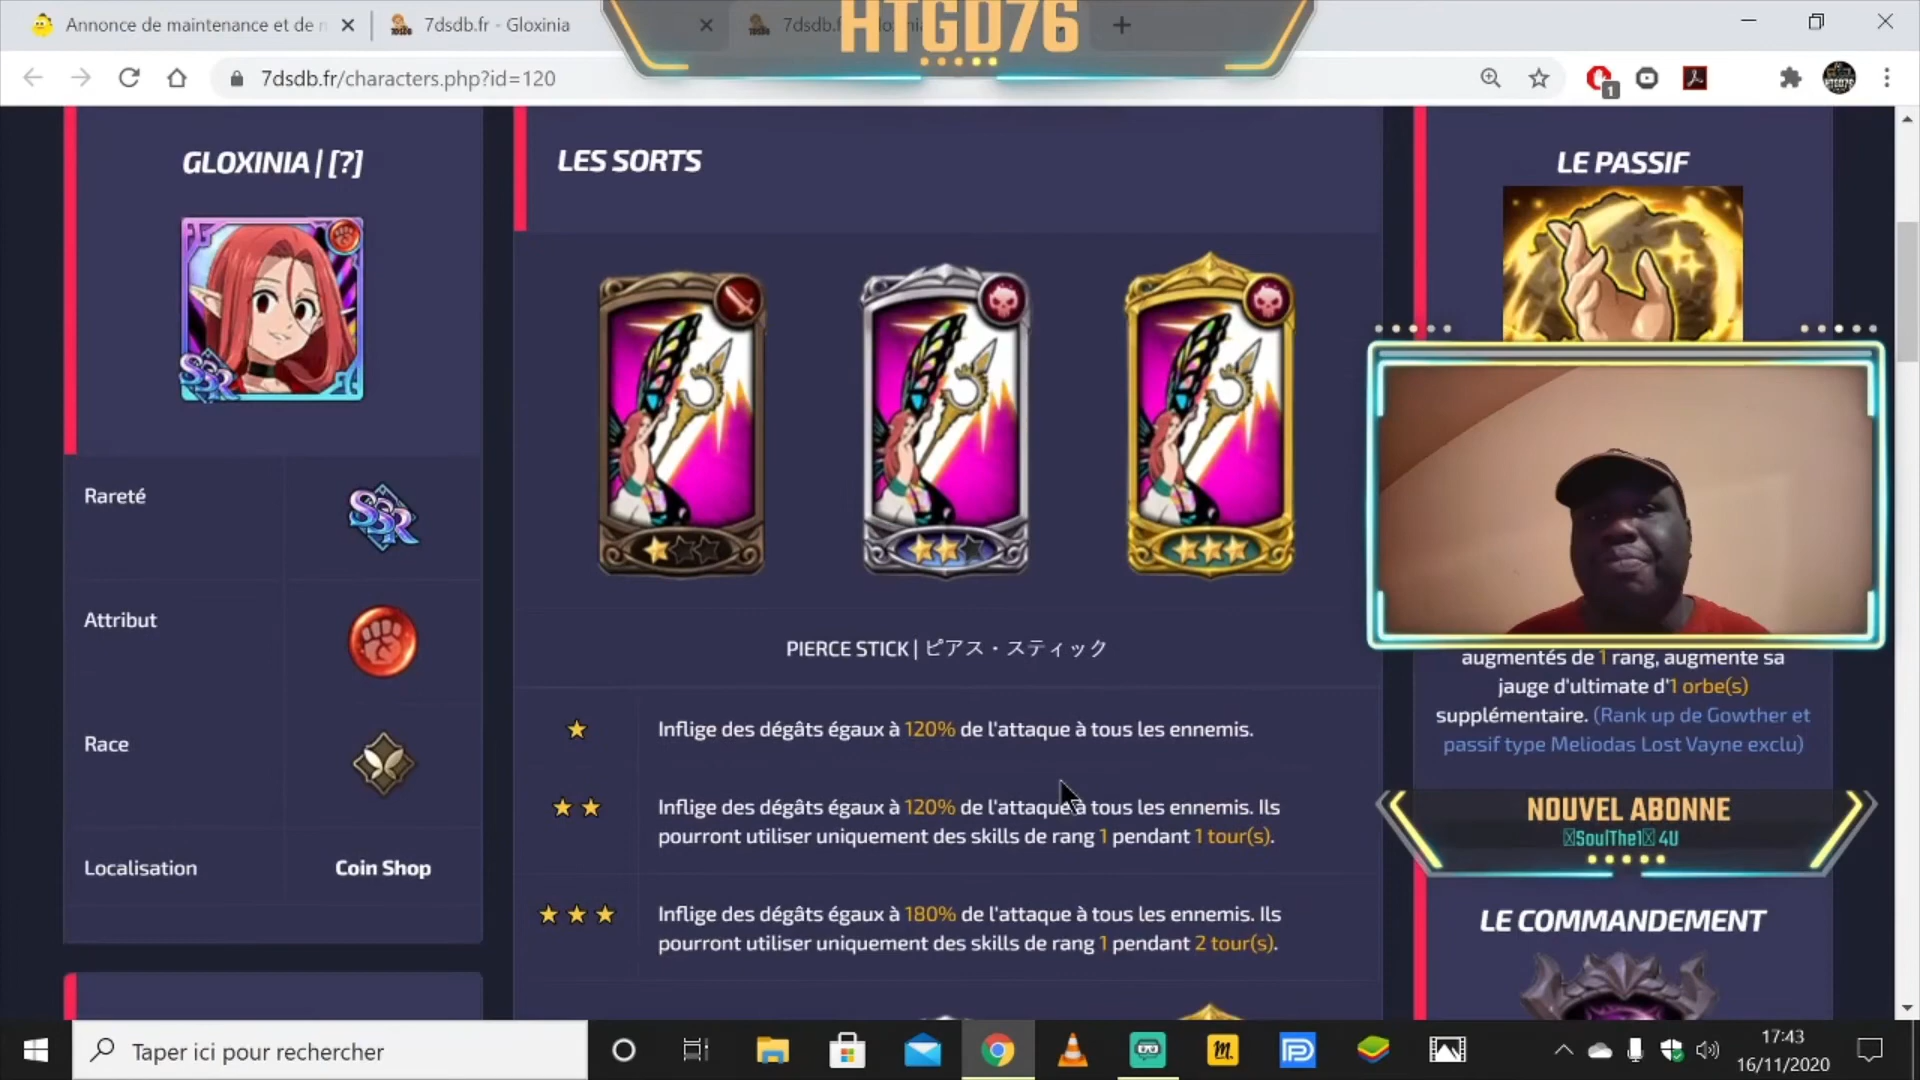 Annonce de maintenance et de n
7dsdb.fr - Gloxinia
7dsdb.f
HTGD76
7dsdb.fr/characters.php?id=120
1
GLOXINIA | [?]
LES SORTS
LE PASSIF
SSR
Rareté
SSR
Attribut
Race
Localisation
Coin Shop
PIERCE STICK | ピアス・スティック
Inflige des dégâts égaux à 120% de l'attaque à tous les ennemis.
Inflige des dégâts égaux à 120% de l'attaque à tous les ennemis. Ils
pourront utiliser uniquement des skills de rang 1 pendant 1 tour(s).
Inflige des dégâts égaux à 180% de l'attaque à tous les ennemis. Ils
pourront utiliser uniquement des skills de rang 1 pendant 2 tour(s).
augmentés de 1 rang, augmente sa
jauge d'ultimate d'1 orbe(s)
supplémentaire. (Rank up de Gowther et
passif type Meliodas Lost Vayne exclu)
NOUVEL ABONNE
SoulThe1 4U
LE COMMANDEMENT
Taper ici pour rechercher
17:43
16/11/2020